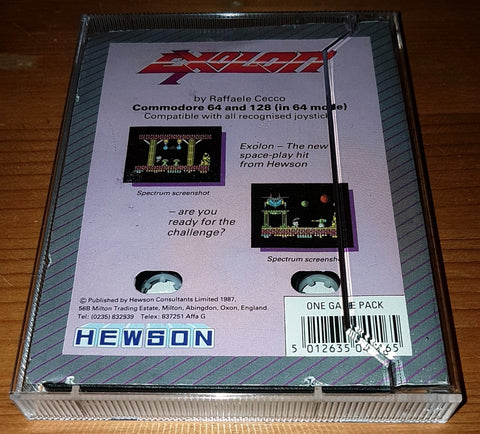 EXOLON
by Raffaele Cecco
Commodore 64 and 128 (in 64 mode)
Compatible with all recognised joystick
Exolon – The new
space-play hit
from Hewson
Spectrum screenshot
– are you
ready for the
challenge?
Spectrum screenshot
© Published by Hewson Consultants Limited 1987,
56B Milton Trading Estate, Milton, Abingdon, Oxon, England.
Tel: (0235) 832939 Telex: 837251 Affa G
HEWSON
ONE GAME PACK
5 012635